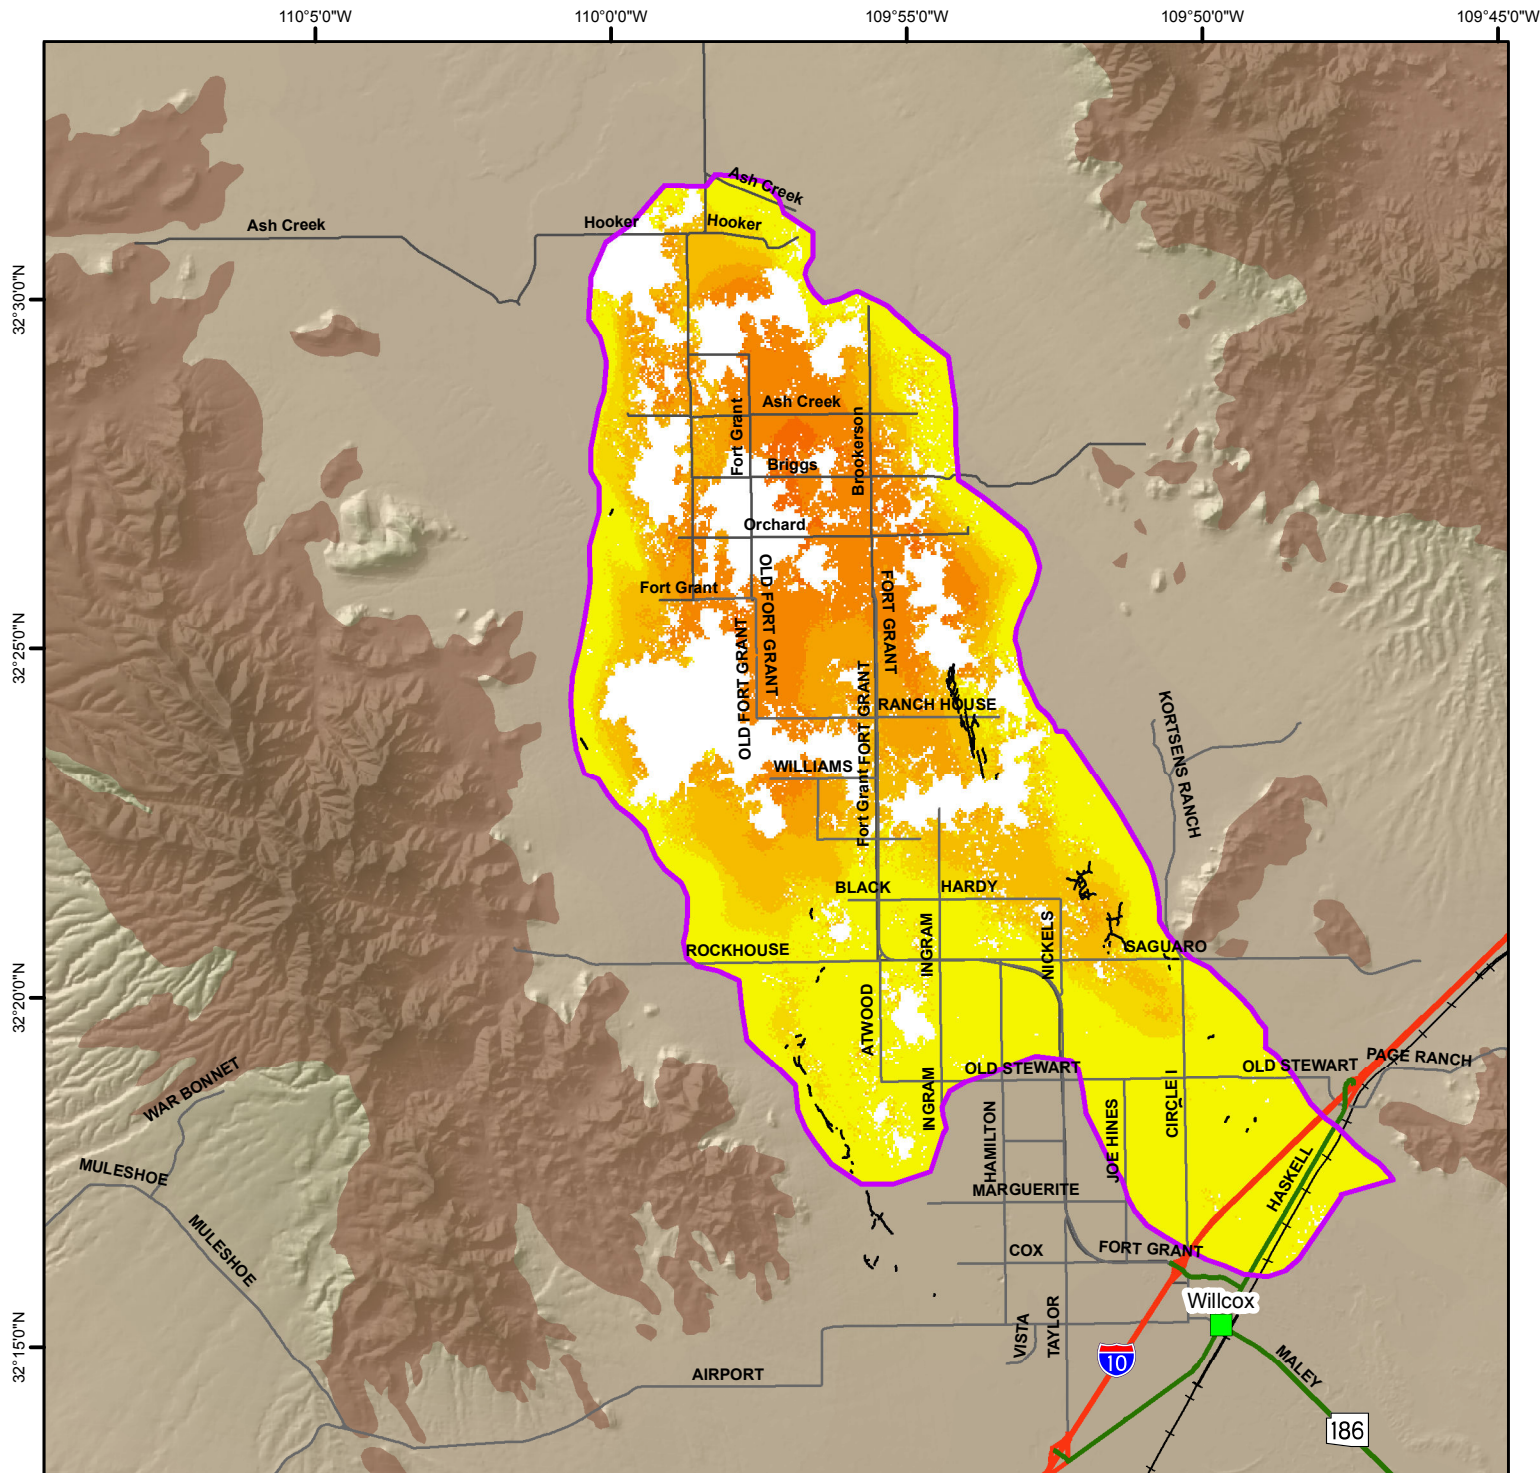 110°5'0"W
110°0'0"W
109°55'0"W
109°50'0"W
109°45'0"W
Ash Creek
Ash Creek
Hooker
Hooker
32°30'0"N
Ash Creek
Fort Grant
Brookerson
Briggs
Orchard
Fort Grant
OLD FORT GRANT
FORT GRANT
OLD FORT GRANT
32°25'0"N
FORT GRANT
RANCH HOUSE
KORTSENS RANCH
WILLIAMS
Fort Grant
BLACK
HARDY
INGRAM
NICKELS
ROCKHOUSE
SAGUARO
32°20'0"N
ATWOOD
OLD STEWART
OLD STEWART
PAGE RANCH
WAR BONNET
INGRAM
HAMILTON
JOE HINES
CIRCLE I
MULESHOE
HASKELL
MARGUERITE
MULESHOE
COX
FORT GRANT
Willcox
32°15'0"N
VISTA
TAYLOR
10
MALEY
AIRPORT
186